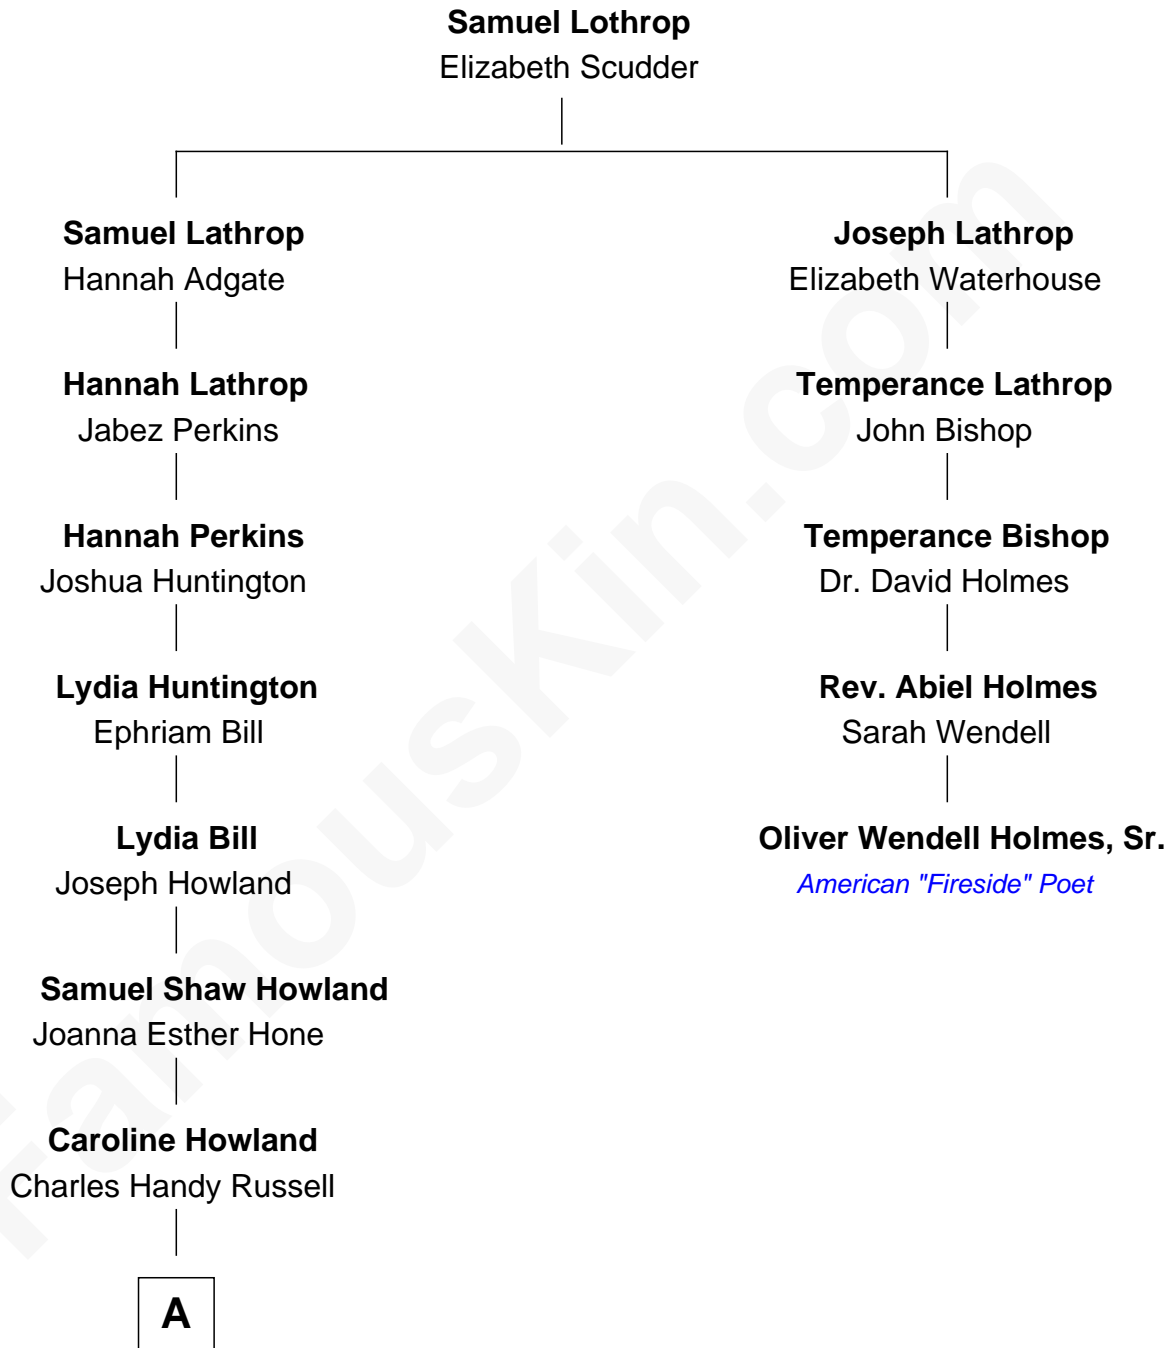 Samuel Lothrop
Elizabeth Scudder
Samuel Lathrop
Hannah Adgate
Hannah Lathrop
Jabez Perkins
Hannah Perkins
Joshua Huntington
Lydia Huntington
Ephriam Bill
Lydia Bill
Joseph Howland
Samuel Shaw Howland
Joanna Esther Hone
Caroline Howland
Charles Handy Russell
A
Joseph Lathrop
Elizabeth Waterhouse
Temperance Lathrop
John Bishop
Temperance Bishop
Dr. David Holmes
Rev. Abiel Holmes
Sarah Wendell
Oliver Wendell Holmes, Sr.
American "Fireside" Poet
FamousKin.com